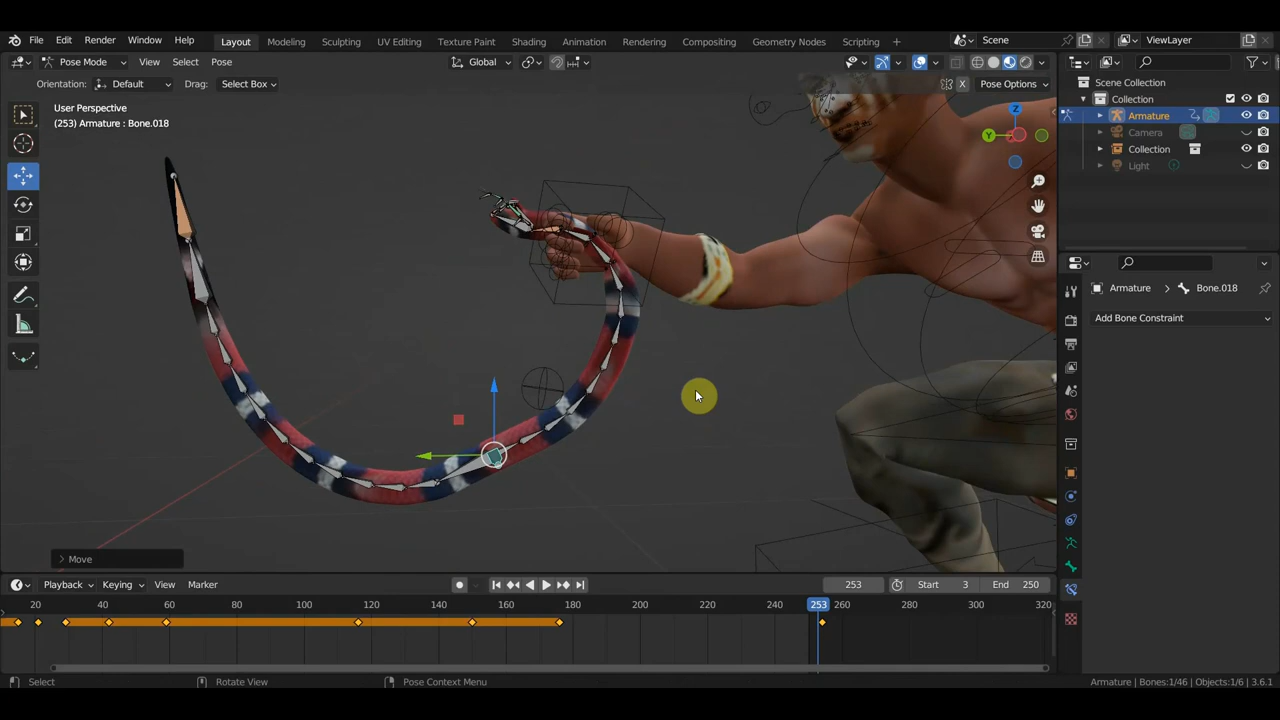 File Edit Render Window Help Layout Modeling Sculpting UV Editing Texture Paint Shading Animation Rendering Compositing Geometry Nodes Scripting + Scene ViewLayer
Pose Mode View Select Pose Global
Orientation: Default Drag: Select Box X Pose Options
User Perspective
(253) Armature : Bone.018
Scene Collection
Collection
Armature
Camera
Collection
Light
Z
Y
Armature > Bone.018
Add Bone Constraint
> Move
Playback Keying View Marker 253 Start 3 End 250
20 40 60 80 100 120 140 160 180 200 220 240 253 260 280 300 320
Select Rotate View Pose Context Menu Armature | Bones:1/46 | Objects:1/6 | 3.6.1